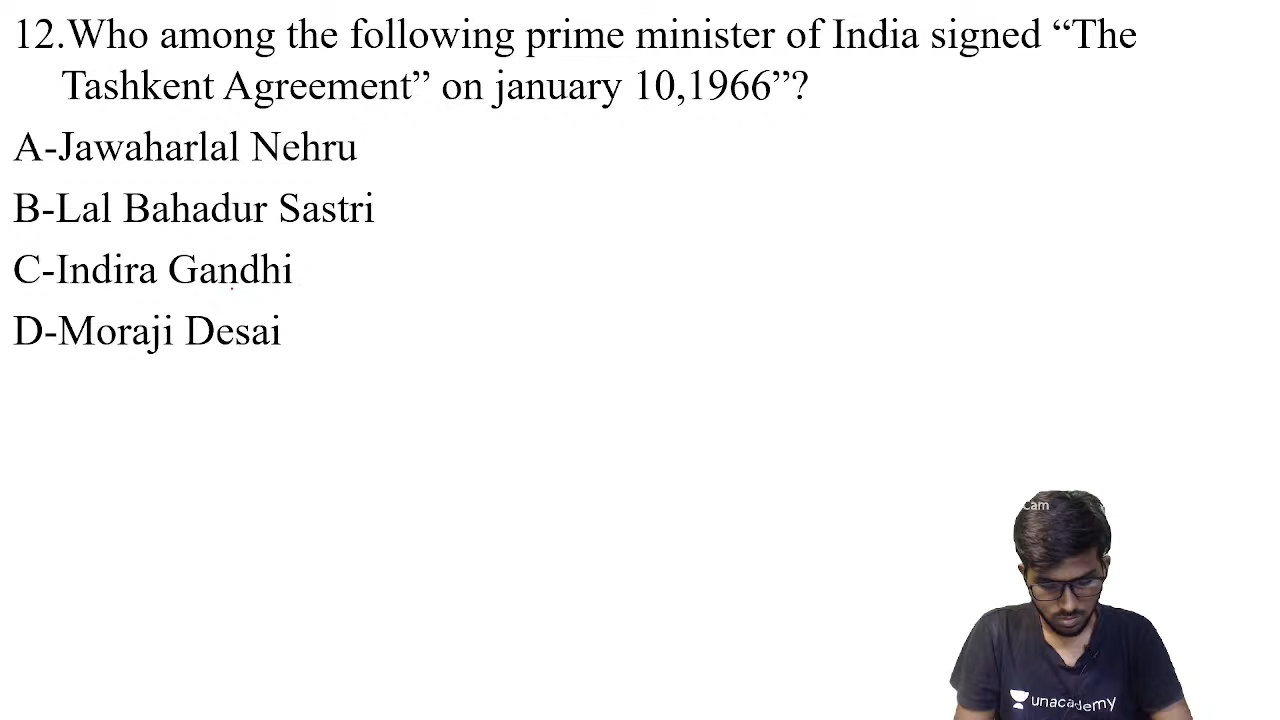 12.Who among the following prime minister of India signed “The
Tashkent Agreement” on january 10,1966”?
A-Jawaharlal Nehru
B-Lal Bahadur Sastri
C-Indira Gandhi
D-Moraji Desai
Cam
unacademy